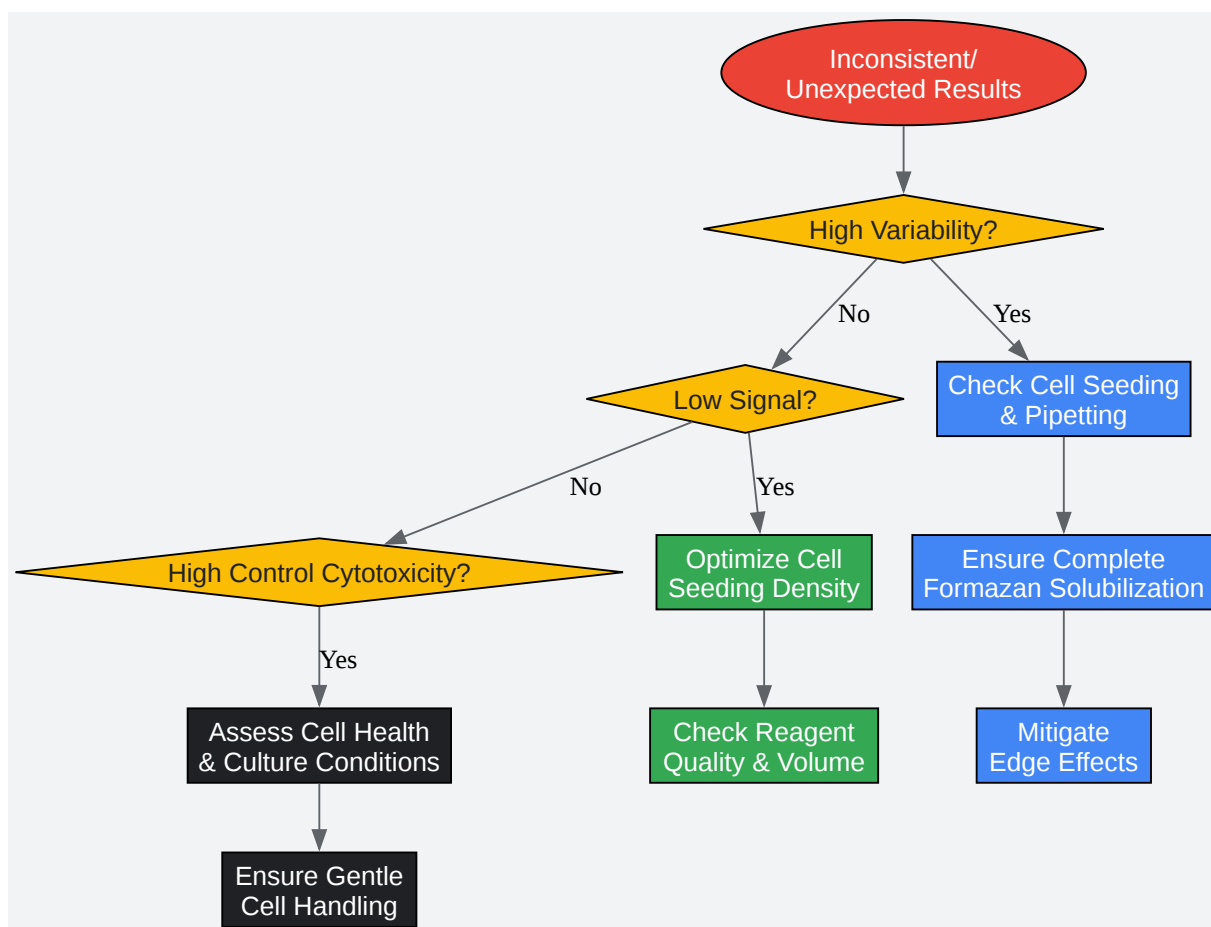 Inconsistent/
Unexpected Results
High Variability?
No
Yes
Low Signal?
Check Cell Seeding
& Pipetting
No
Yes
High Control Cytotoxicity?
Optimize Cell
Seeding Density
Ensure Complete
Formazan Solubilization
Yes
Assess Cell Health
& Culture Conditions
Check Reagent
Quality & Volume
Mitigate
Edge Effects
Ensure Gentle
Cell Handling